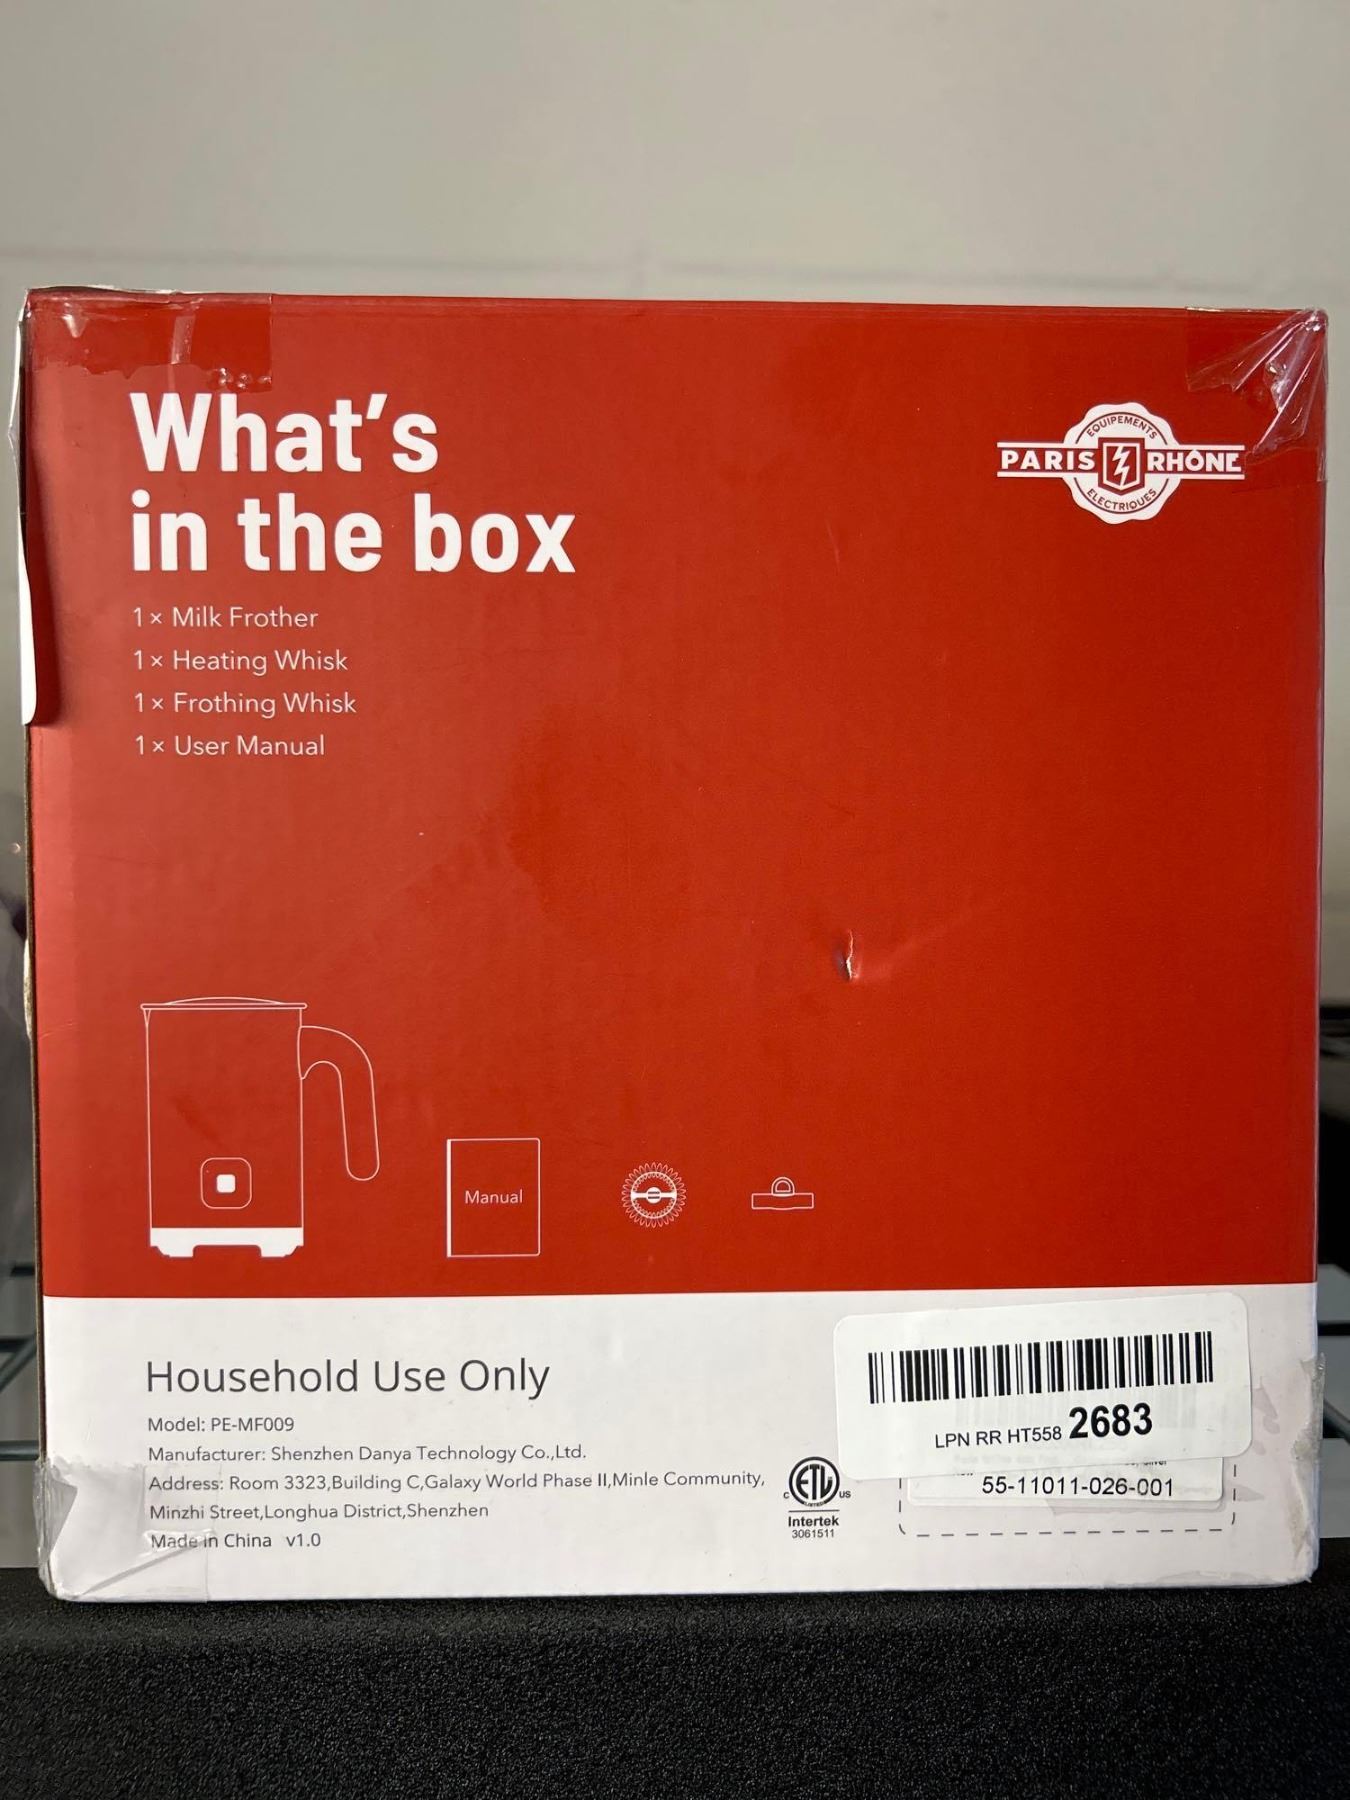 What's
in the box
EQUIPEMENTS
PARIS RHÔNE
ELECTRIQUES
1× Milk Frother
1× Heating Whisk
1× Frothing Whisk
1× User Manual
Manual
Household Use Only
Model: PE-MF009
Manufacturer: Shenzhen Danya Technology Co.,Ltd.
Address: Room 3323,Building C,Galaxy World Phase II,Minle Community,
Minzhi Street,Longhua District,Shenzhen
Made in China v1.0
C ETL US
LISTED
Intertek
3061511
LPN RR HT558 2683
55-11011-026-001